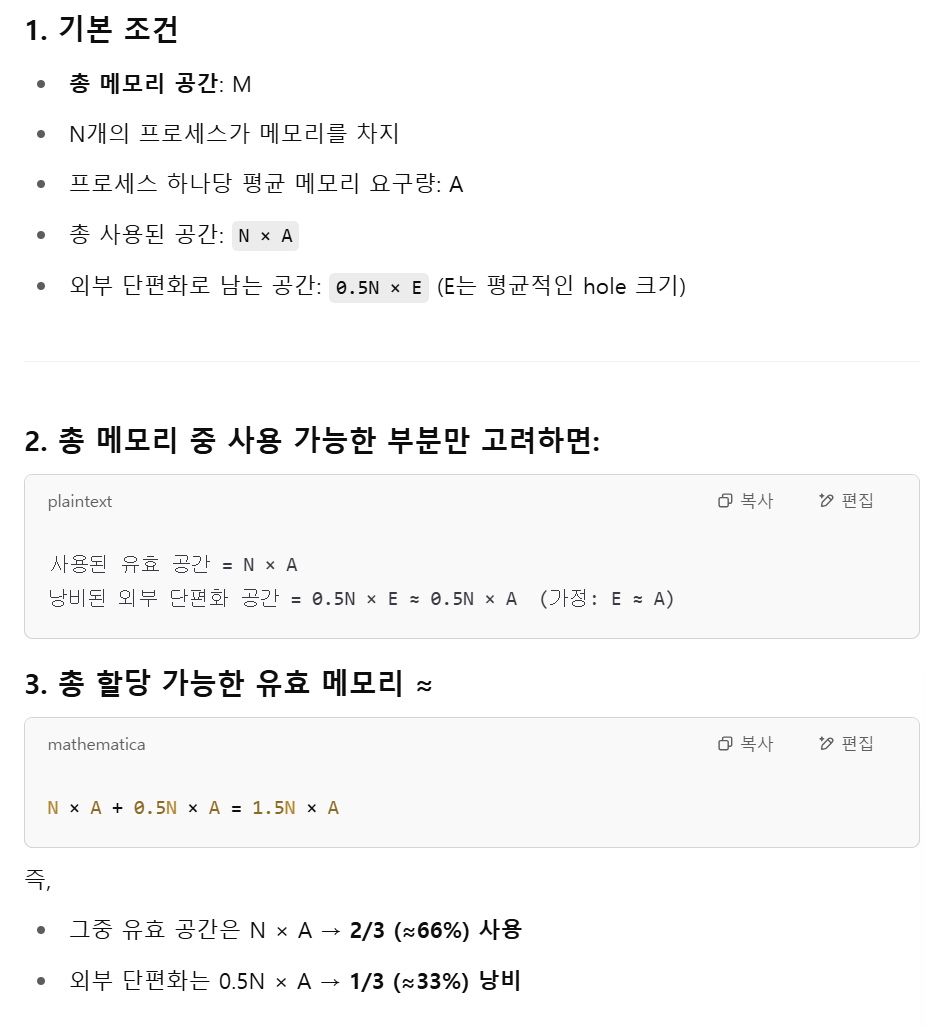 1. 기본 조건
• 총 메모리 공간: M
• N개의 프로세스가 메모리를 차지
• 프로세스 하나당 평균 메모리 요구량: A
• 총 사용된 공간: N × A
• 외부 단편화로 남는 공간: 0.5N × E (E는 평균적인 hole 크기)
2. 총 메모리 중 사용 가능한 부분만 고려하면:
plaintext 복사 편집
사용된 유효 공간 = N × A
낭비된 외부 단편화 공간 = 0.5N × E ≈ 0.5N × A (가정: E ≈ A)
3. 총 할당 가능한 유효 메모리 ≈
mathematica 복사 편집
N × A + 0.5N × A = 1.5N × A
즉,
• 그중 유효 공간은 N × A → 2/3 (≈66%) 사용
• 외부 단편화는 0.5N × A → 1/3 (≈33%) 낭비